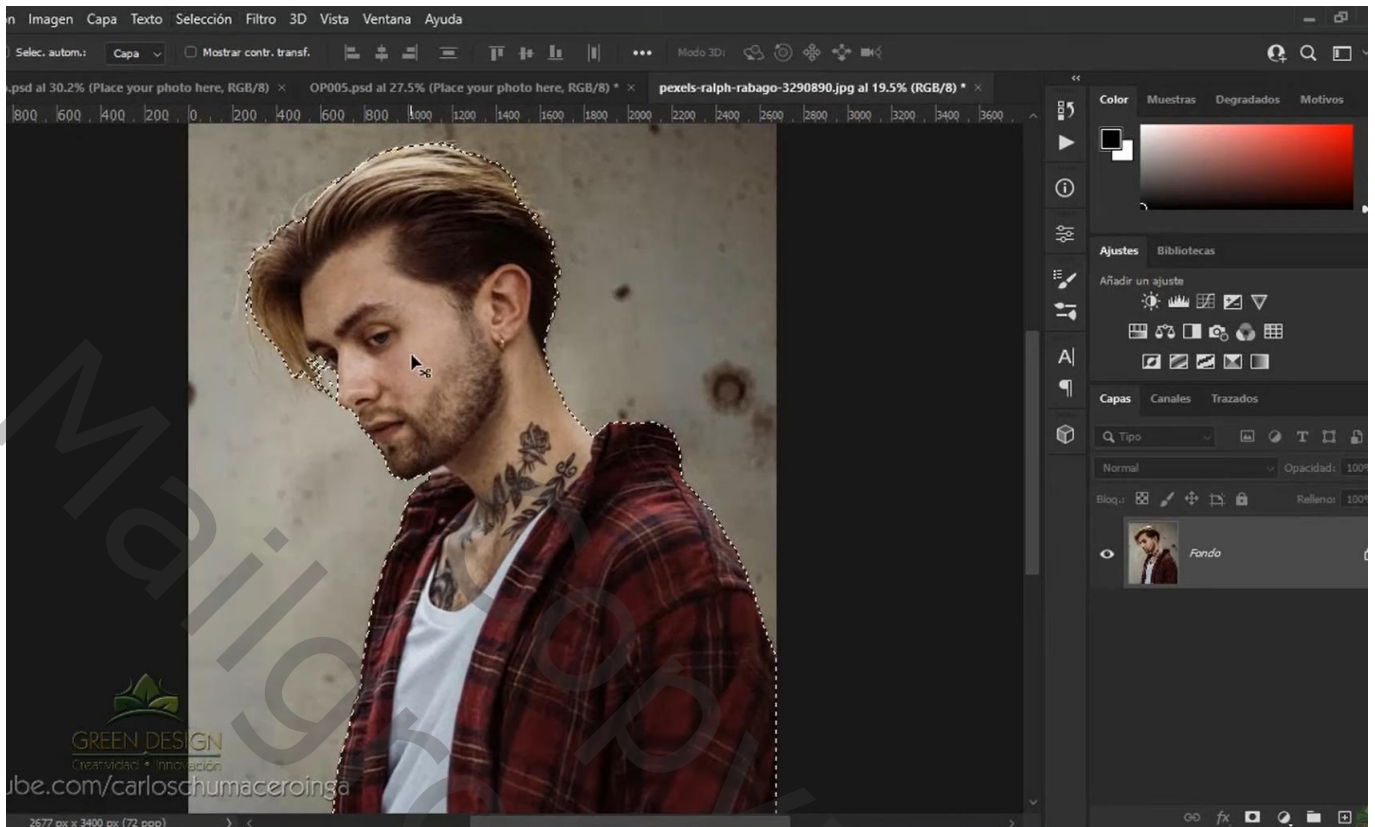 ón Imagen Capa Texto Selección Filtro 3D Vista Ventana Ayuda
Selec. autom.: Capa Mostrar contr. transf. Modo 3D:
.psd al 30.2% (Place your photo here, RGB/8) × OP005.psd al 27.5% (Place your photo here, RGB/8) * × pexels-ralph-rabago-3290890.jpg al 19.5% (RGB/8) * ×
800 600 400 200 0 200 400 600 800 1000 1200 1400 1600 1800 2000 2200 2400 2600 2800 3000 3200 3400 3600
Color Muestras Degradados Motivos
Ajustes Bibliotecas
Añadir un ajuste
Capas Canales Trazados
Tipo
Normal Opacidad: 100%
Bloq.: Relleno: 100%
Fondo
GREEN DESIGN
Creatividad • Innovación
ube.com/carloschumaceroinga
2677 px x 3400 px (72 ppp)